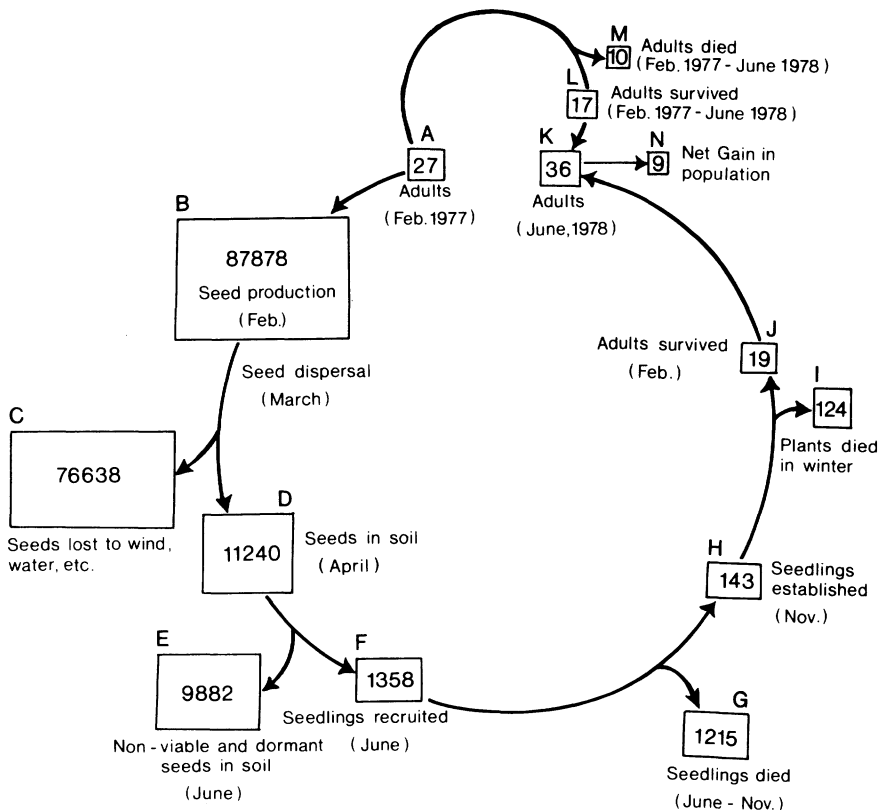 M
10
Adults died
(Feb. 1977 - June 1978)
L
17
Adults survived
(Feb. 1977 - June 1978)
A
27
Adults
(Feb. 1977)
K
36
Adults
(June, 1978)
N
9
Net Gain in
population
B
87878
Seed production
(Feb.)
Seed dispersal
(March)
C
76638
Seeds lost to wind,
water, etc.
D
11240
Seeds in soil
(April)
E
9882
Non-viable and dormant
seeds in soil
(June)
F
1358
Seedlings recruited
(June)
G
1215
Seedlings died
(June - Nov.)
H
143
Seedlings
established
(Nov.)
I
124
Plants died
in winter
J
19
Adults survived
(Feb.)